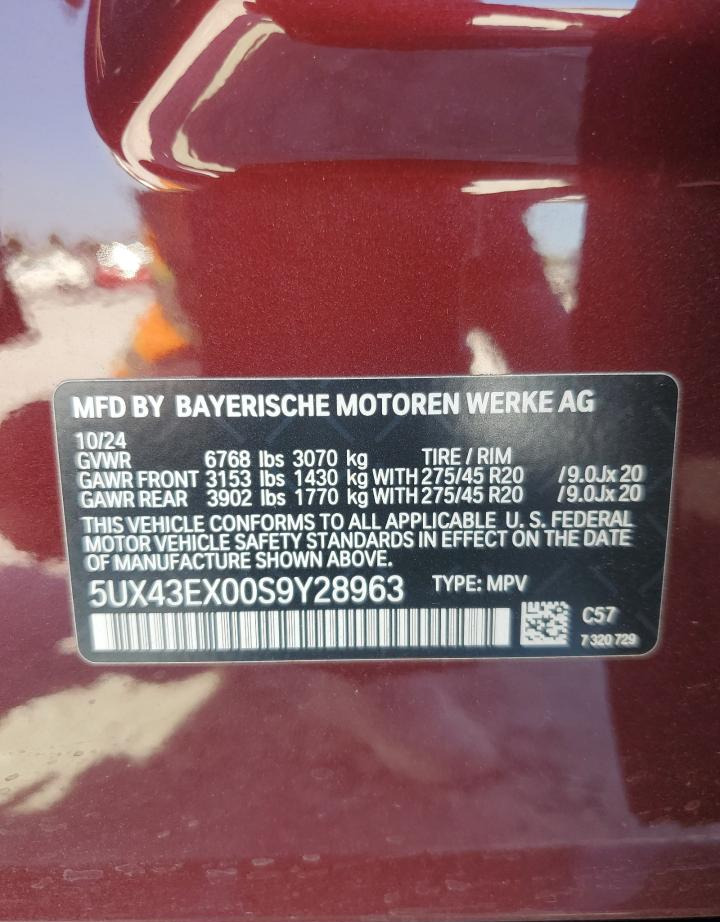 MFD BY BAYERISCHE MOTOREN WERKE AG
10/24
GVWR 6768 lbs 3070 kg TIRE / RIM
GAWR FRONT 3153 lbs 1430 kg WITH 275/45 R20 /9.0Jx20
GAWR REAR 3902 lbs 1770 kg WITH 275/45 R20 /9.0Jx20
THIS VEHICLE CONFORMS TO ALL APPLICABLE U. S. FEDERAL
MOTOR VEHICLE SAFETY STANDARDS IN EFFECT ON THE DATE
OF MANUFACTURE SHOWN ABOVE.
5UX43EX00S9Y28963 TYPE: MPV
C57
7 320 729